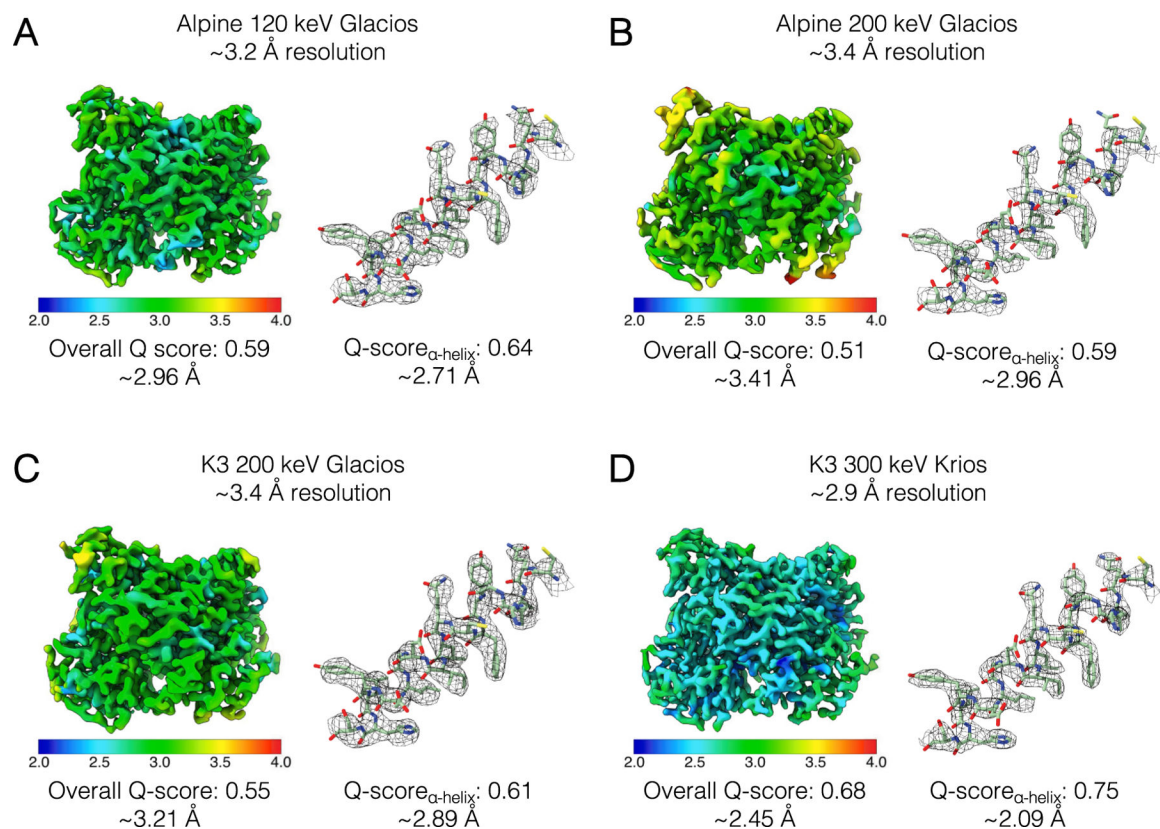 A
Alpine 120 keV Glacios
~3.2 Å resolution
2.0 2.5 3.0 3.5 4.0
Overall Q score: 0.59
~2.96 Å
Q-scoreα-helix: 0.64
~2.71 Å
B
Alpine 200 keV Glacios
~3.4 Å resolution
2.0 2.5 3.0 3.5 4.0
Overall Q-score: 0.51
~3.41 Å
Q-scoreα-helix: 0.59
~2.96 Å
C
K3 200 keV Glacios
~3.4 Å resolution
2.0 2.5 3.0 3.5 4.0
Overall Q-score: 0.55
~3.21 Å
Q-scoreα-helix: 0.61
~2.89 Å
D
K3 300 keV Krios
~2.9 Å resolution
2.0 2.5 3.0 3.5 4.0
Overall Q-score: 0.68
~2.45 Å
Q-scoreα-helix: 0.75
~2.09 Å